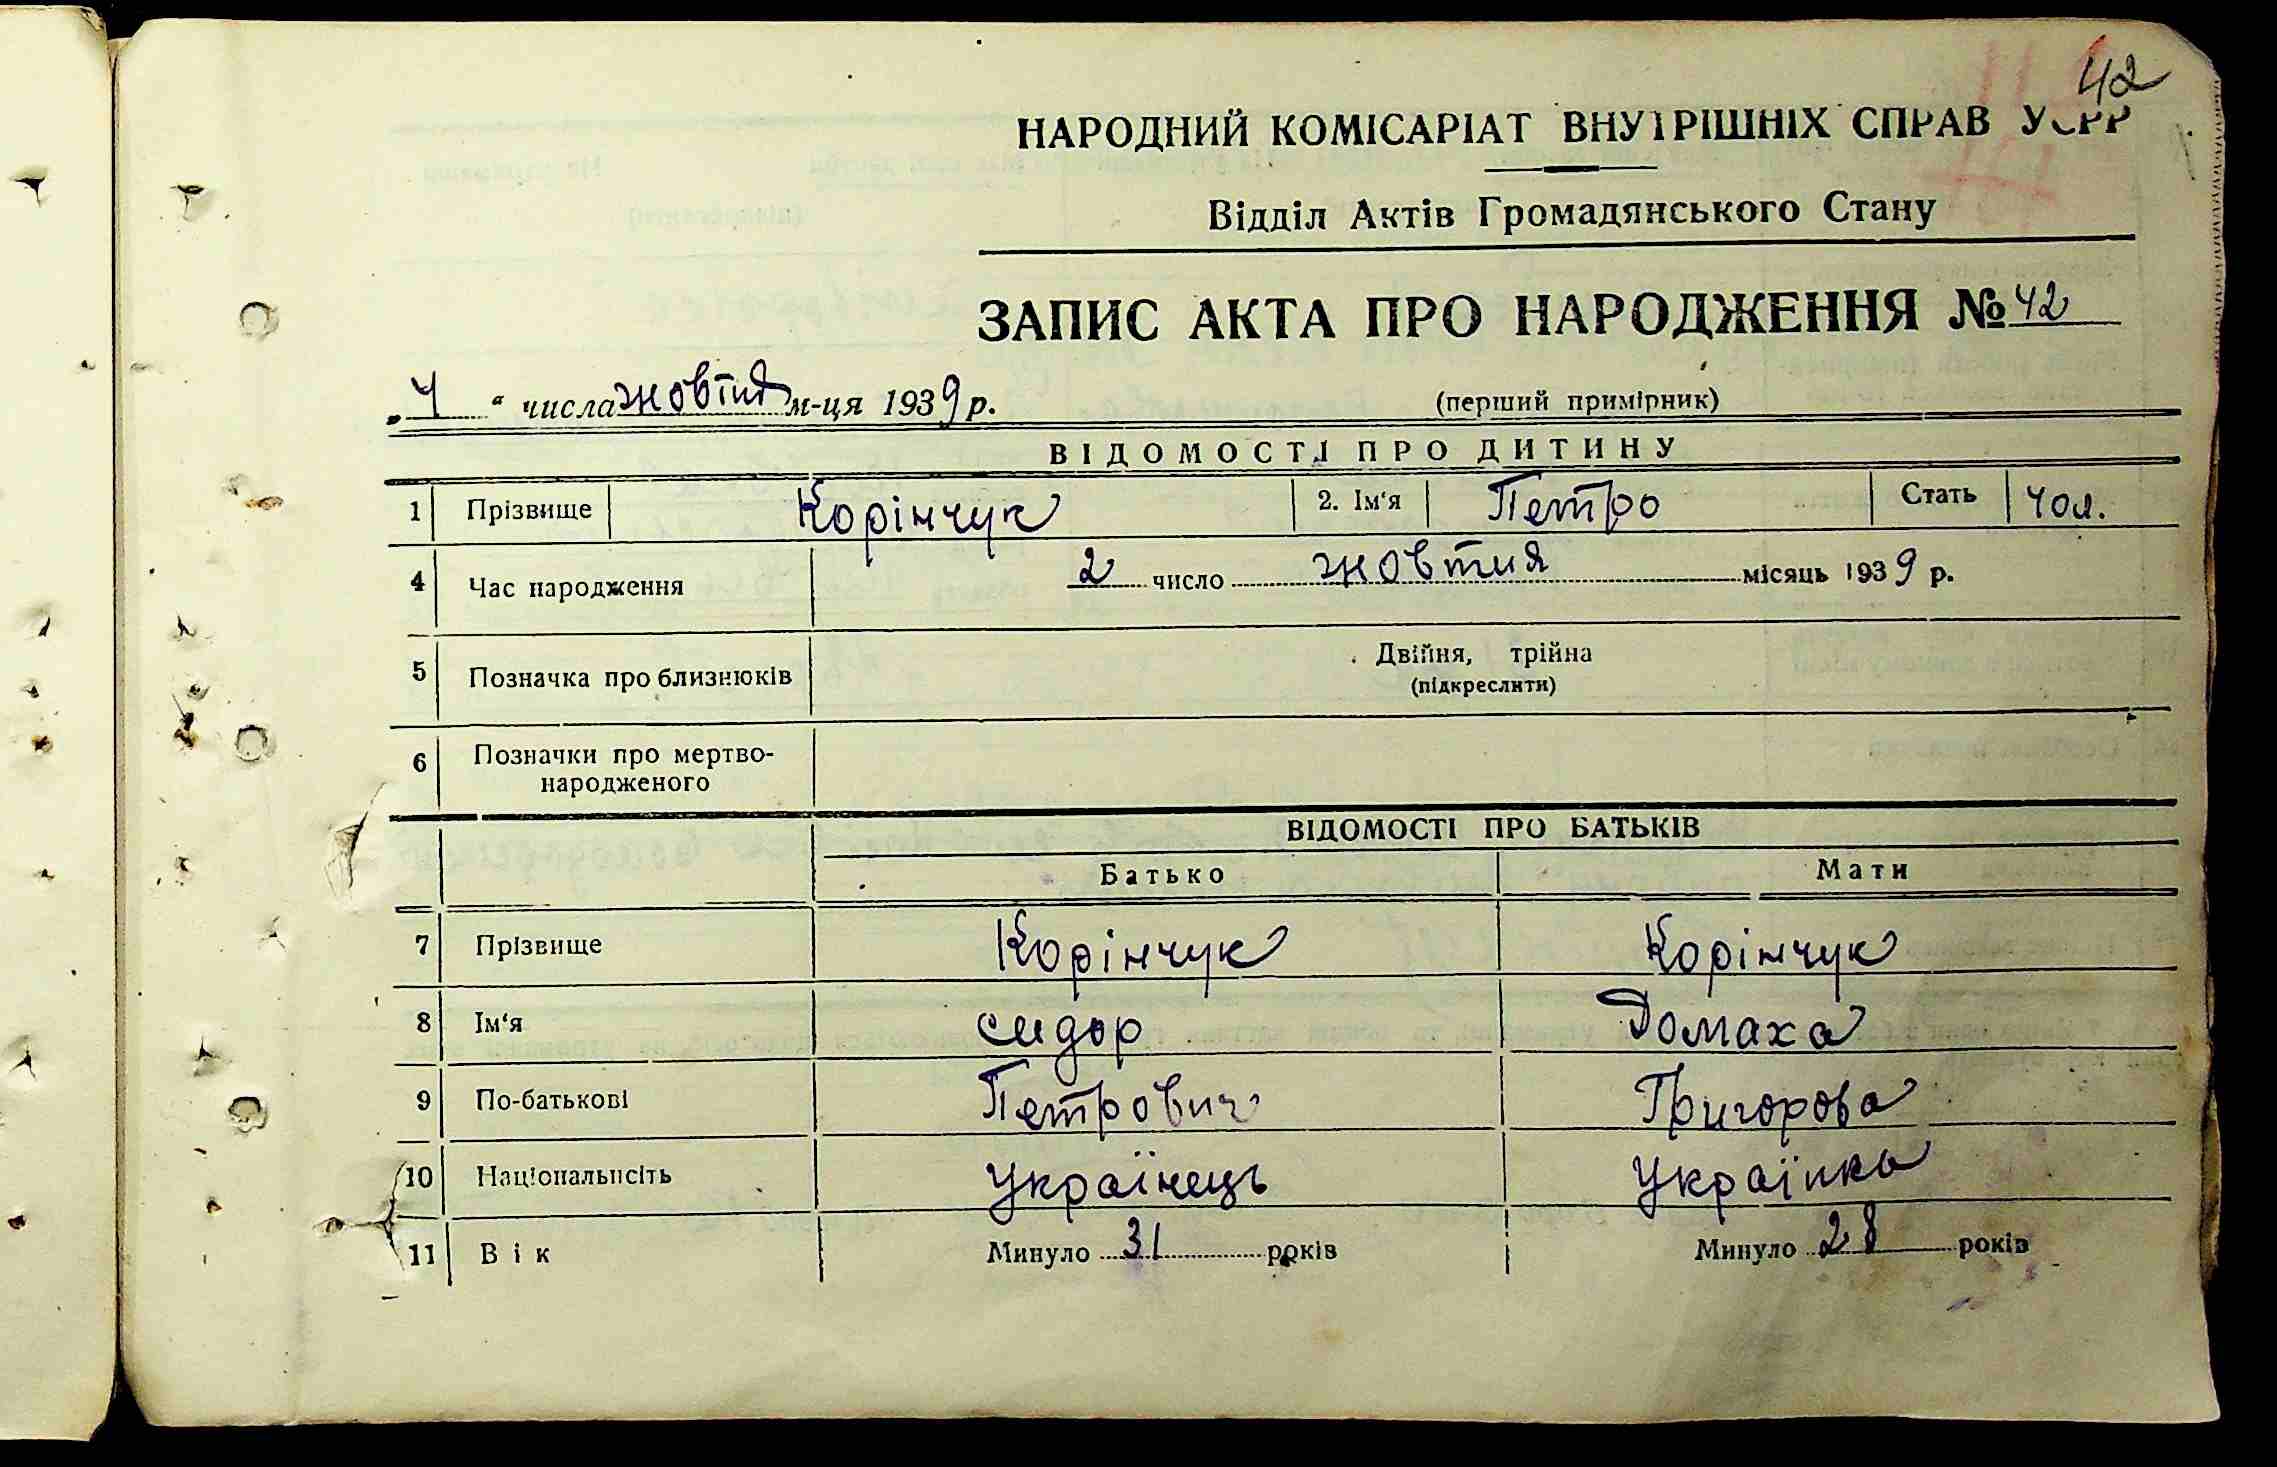 42
НАРОДНИЙ КОМІСАРІАТ ВНУТРІШНІХ СПРАВ УСРР
Відділ Актів Громадянського Стану
ЗАПИС АКТА ПРО НАРОДЖЕННЯ № 42
„4“ числа жовтня м-ця 1939 р. (перший примірник)
ВІДОМОСТІ ПРО ДИТИНУ
1 Прізвище Корінчук 2. Ім‘я Петро Стать чол.
4 Час народження 2 число жовтня місяць 1939 р.
5 Позначка про близнюків Двійня, трійна
(підкреслити)
6 Позначки про мертво-
народженого
ВІДОМОСТІ ПРО БАТЬКІВ
Батько Мати
7 Прізвище Корінчук Корінчук
8 Ім‘я сидор Домаха
9 По-батькові Петрович Григорова
10 Національність Українець Українка
11 Вік Минуло 31 років Минуло 28 років